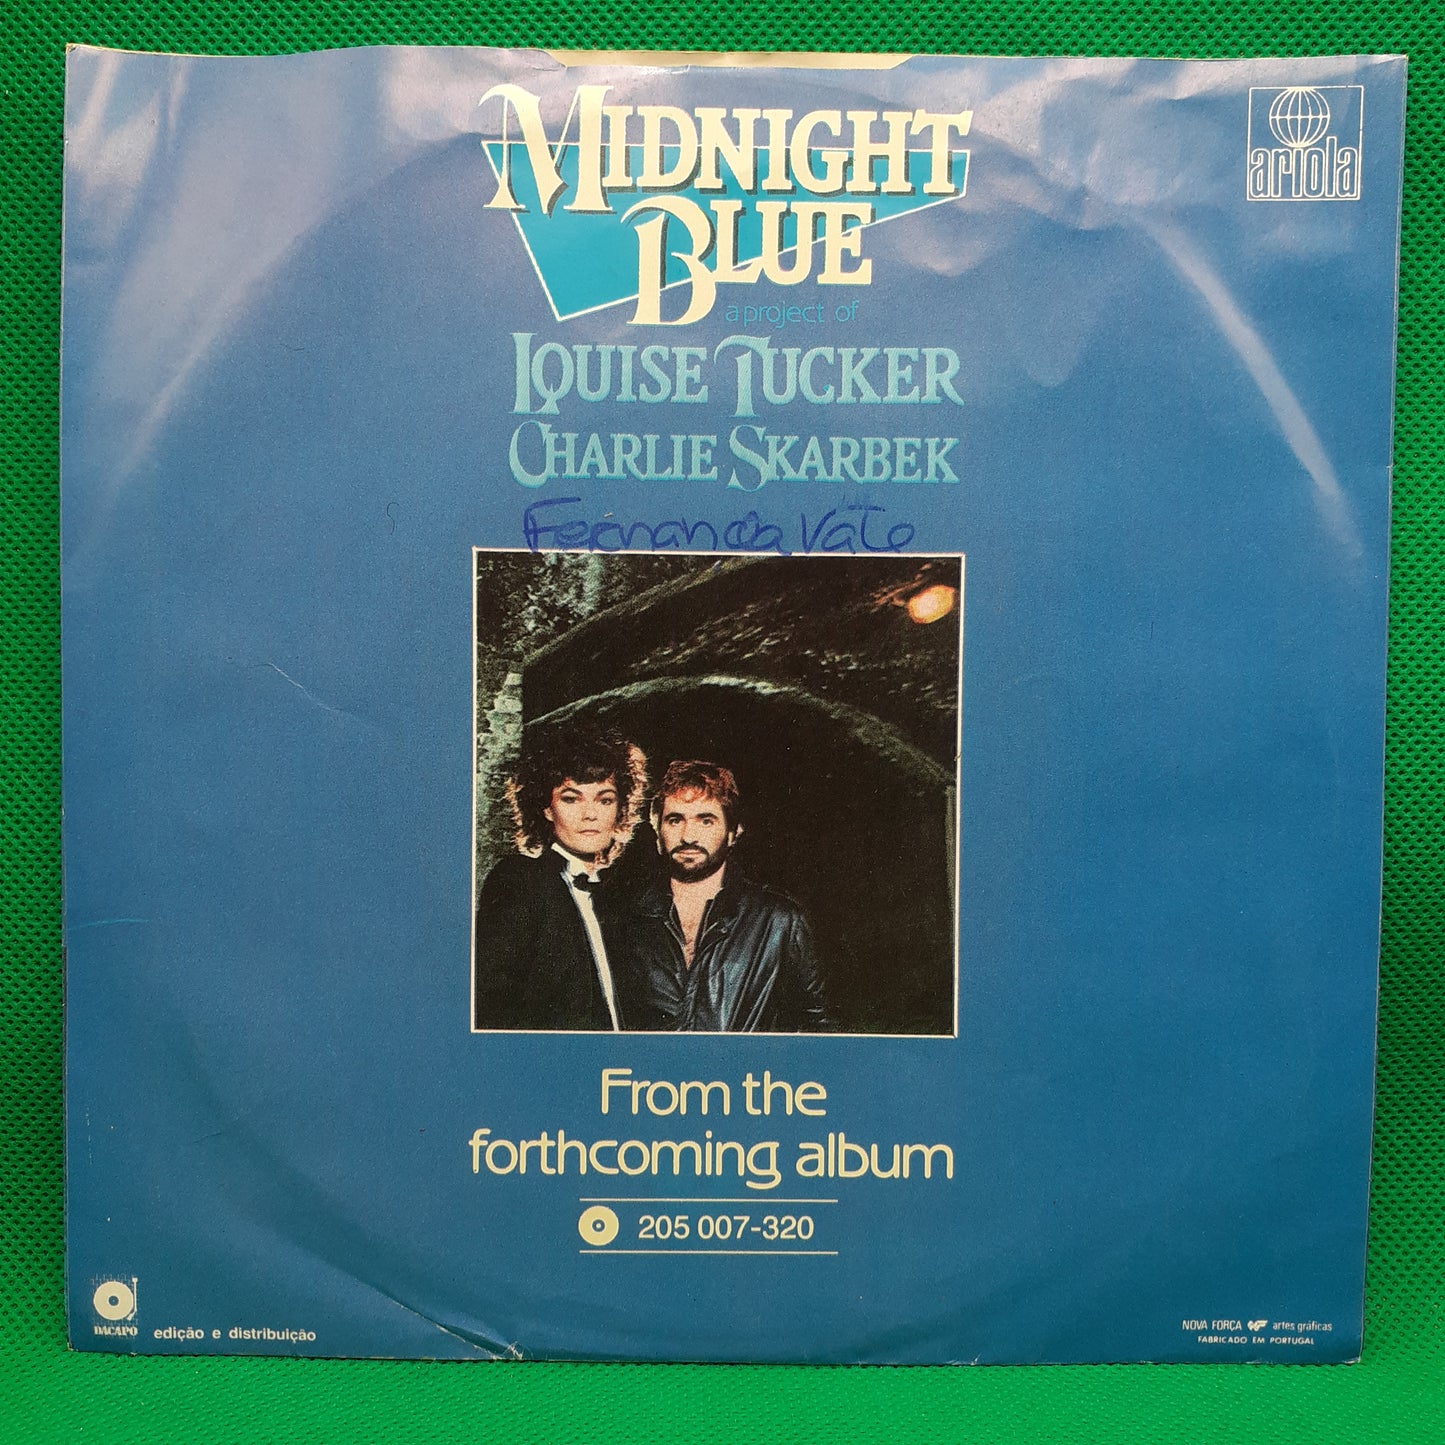 MIDNIGHT
BLUE
ariola
a project of
LOUISE TUCKER
CHARLIE SKARBEK
Fernanda Vale
From the
forthcoming album
205 007-320
DACAPO edição e distribuição
NOVA FORÇA artes gráficas
FABRICADO EM PORTUGAL